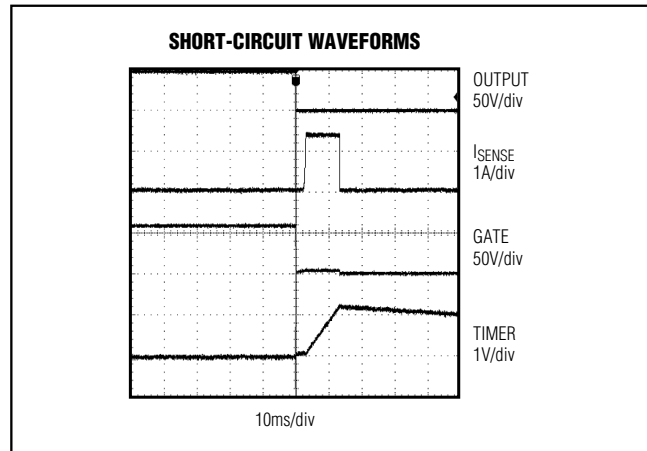 SHORT-CIRCUIT WAVEFORMS
OUTPUT
50V/div
ISENSE
1A/div
GATE
50V/div
TIMER
1V/div
10ms/div